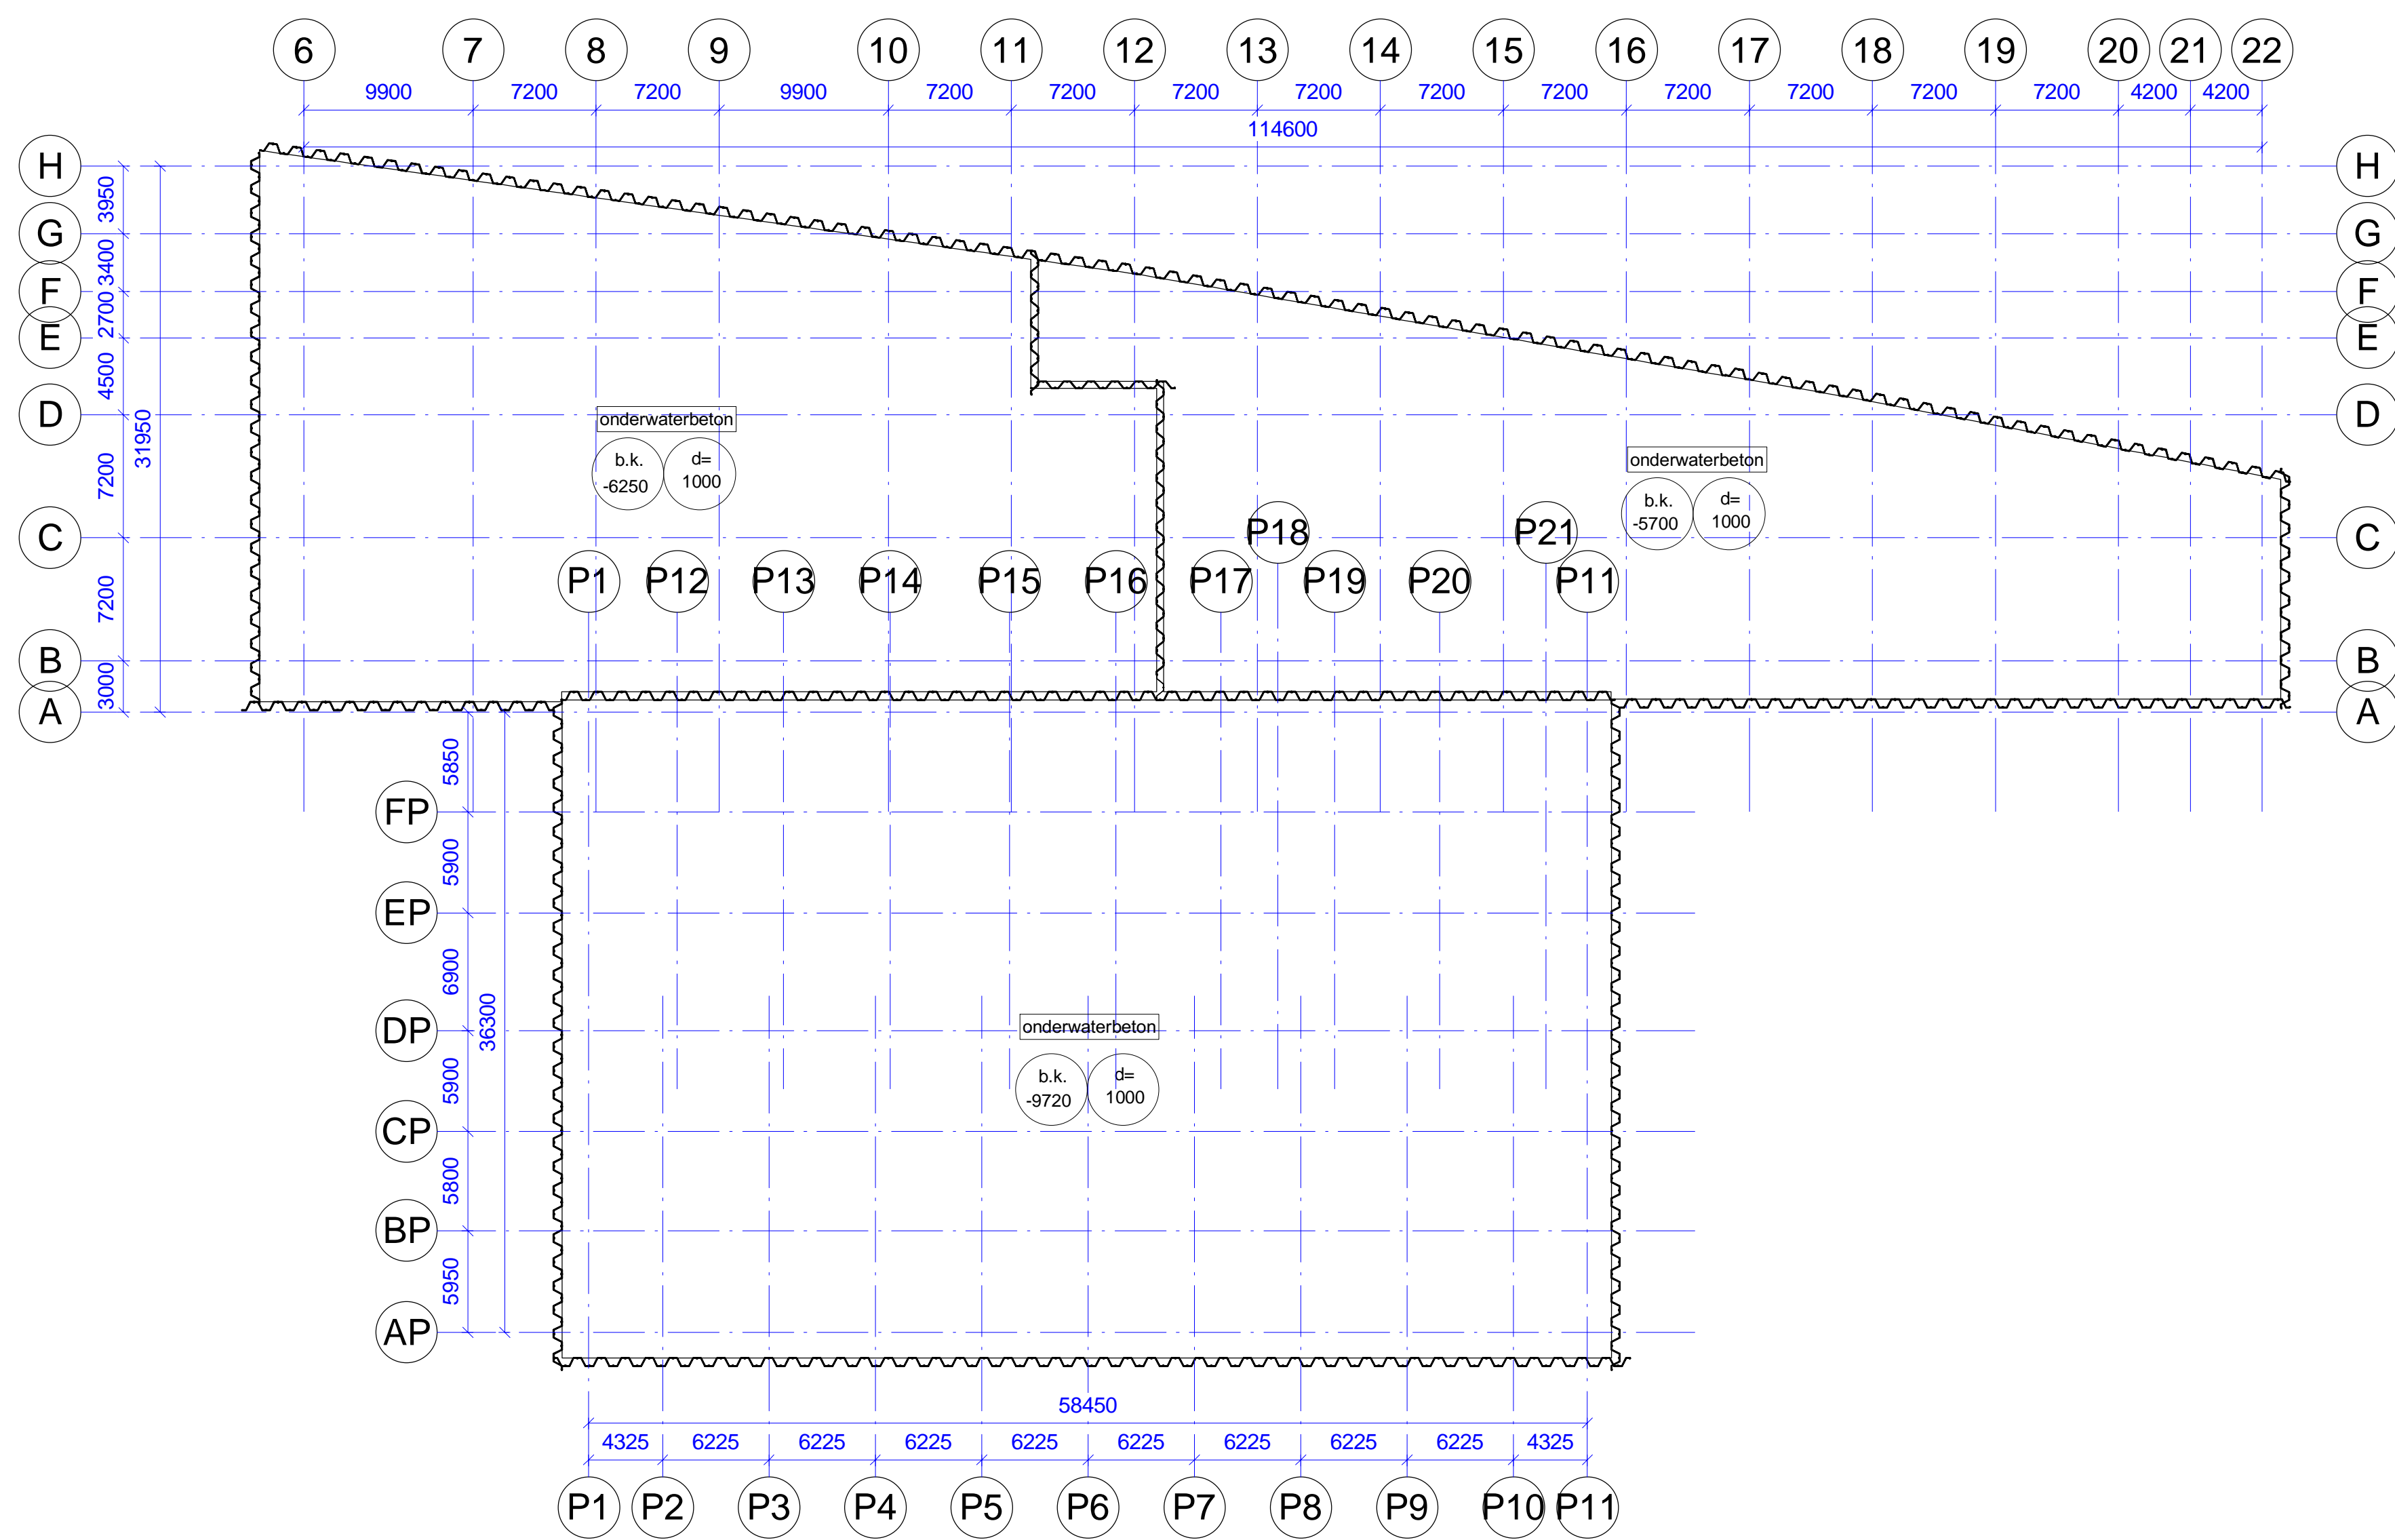 6 7 8 9 10 11 12 13 14 15 16 17 18 19 20 21 22
9900 7200 7200 9900 7200 7200 7200 7200 7200 7200 7200 7200 7200 7200 4200 4200
114600
H H
3950
G G
3400
F F
2700
E E
4500
D D
31950
7200
C C
7200
B B
3000
A A
onderwaterbeton
b.k. d=
-6250 1000
onderwaterbeton
b.k. d=
-5700 1000
P18 P21
P1 P12 P13 P14 P15 P16 P17 P19 P20 P11
5850
FP
5900
EP
6900
36300
DP
5900
CP
5800
BP
5950
AP
onderwaterbeton
b.k. d=
-9720 1000
58450
4325 6225 6225 6225 6225 6225 6225 6225 6225 4325
P1 P2 P3 P4 P5 P6 P7 P8 P9 P10 P11